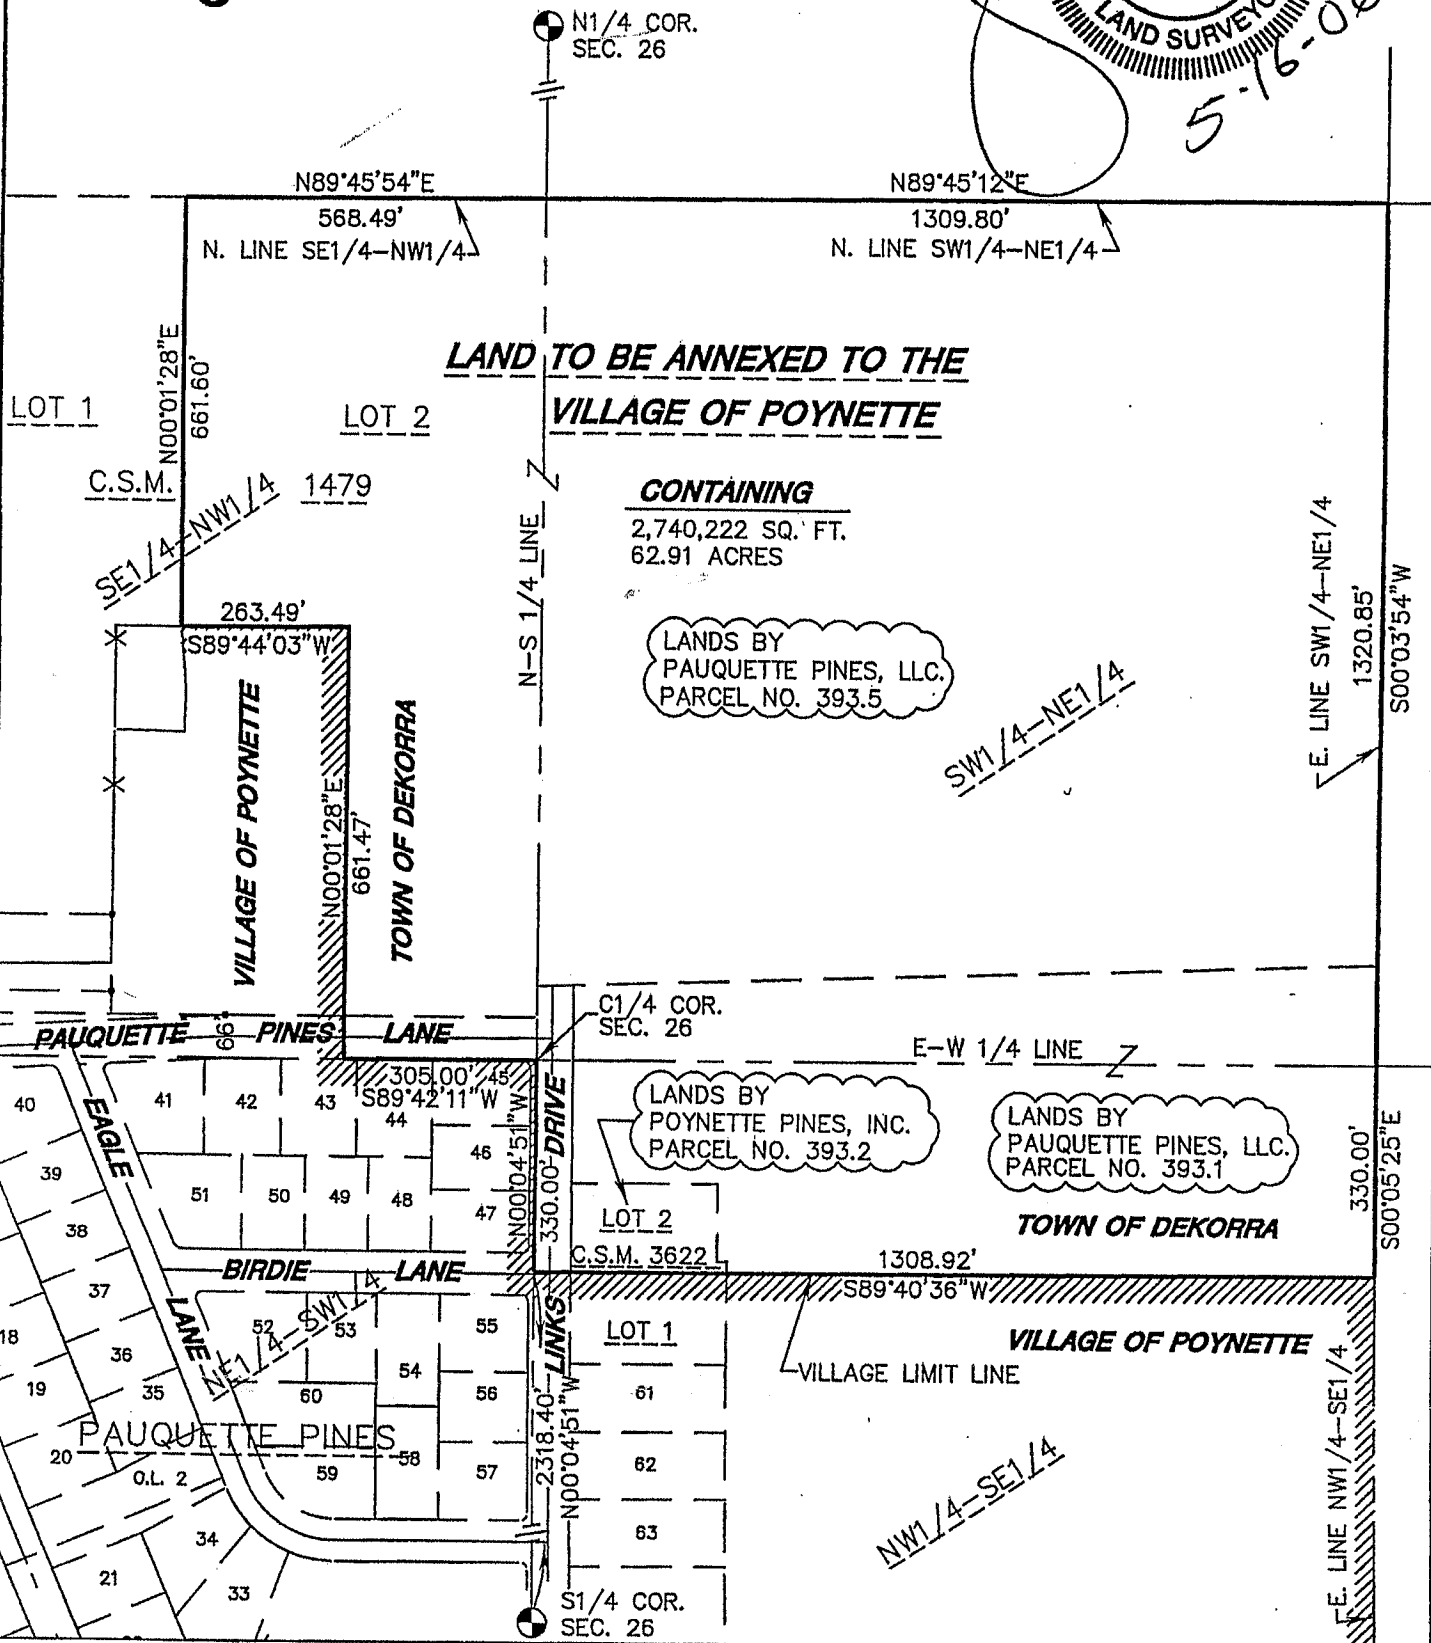 N1/4 COR.
SEC. 26
LAND SURVEYOR
5-16-06
N89°45'54"E
568.49'
N. LINE SE1/4-NW1/4
N89°45'12"E
1309.80'
N. LINE SW1/4-NE1/4
LAND TO BE ANNEXED TO THE
VILLAGE OF POYNETTE
N00°01'28"E
661.60'
LOT 1
LOT 2
C.S.M. 1479
SE1/4-NW1/4
CONTAINING
2,740,222 SQ. FT.
62.91 ACRES
N-S 1/4 LINE
E. LINE SW1/4-NE1/4
1320.85'
S00°03'54"W
263.49'
S89°44'03"W
LANDS BY
PAUQUETTE PINES, LLC.
PARCEL NO. 393.5
SW1/4-NE1/4
VILLAGE OF POYNETTE
N00°01'28"E
661.47'
TOWN OF DEKORRA
C1/4 COR.
SEC. 26
PAUQUETTE PINES LANE
66'
E-W 1/4 LINE
305.00'
S89°42'11"W
LANDS BY
POYNETTE PINES, INC.
PARCEL NO. 393.2
LANDS BY
PAUQUETTE PINES, LLC.
PARCEL NO. 393.1
330.00'
S00°05'25"E
40
41
42
43
44
45
46
39
51
50
49
48
47
38
EAGLE LANE
N00°04'51"W
330.00'
LINKS DRIVE
LOT 2
C.S.M. 3622
TOWN OF DEKORRA
1308.92'
S89°40'36"W
BIRDIE LANE
37
18
52
53
55
LOT 1
VILLAGE OF POYNETTE
NE1/4-SW1/4
36
54
VILLAGE LIMIT LINE
19
35
60
56
61
2318.40'
N00°04'51"W
E. LINE NW1/4-SE1/4
PAUQUETTE PINES
20
O.L. 2
59
58
57
62
NW1/4-SE1/4
34
63
21
33
S1/4 COR.
SEC. 26